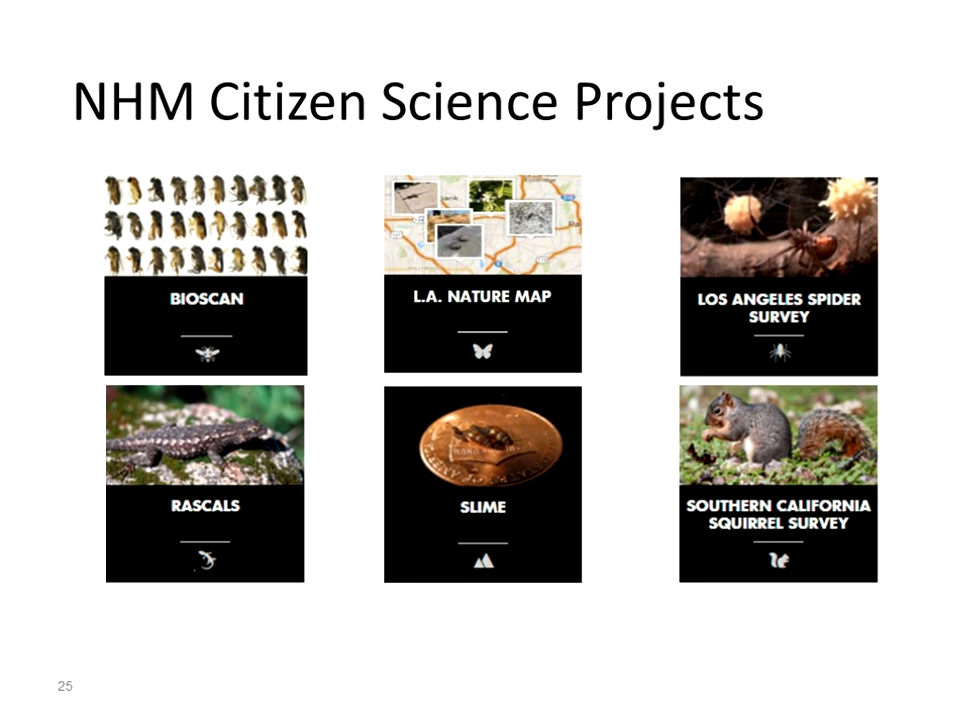 NHM Citizen Science Projects
BIOSCAN
L.A. NATURE MAP
LOS ANGELES SPIDER
SURVEY
RASCALS
SLIME
SOUTHERN CALIFORNIA
SQUIRREL SURVEY
25